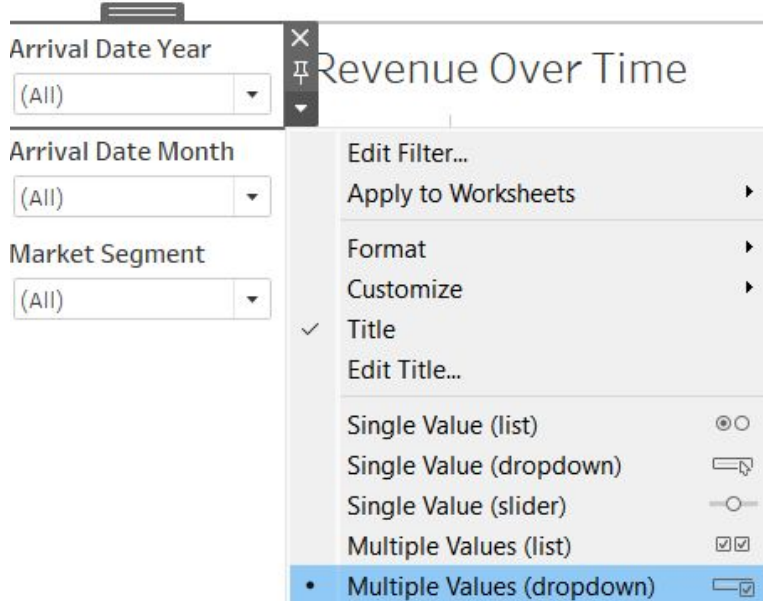 Arrival Date Year
(All)
Revenue Over Time
Arrival Date Month
(All)
Market Segment
(All)
Edit Filter...
Apply to Worksheets
Format
Customize
Title
Edit Title...
Single Value (list)
Single Value (dropdown)
Single Value (slider)
Multiple Values (list)
Multiple Values (dropdown)